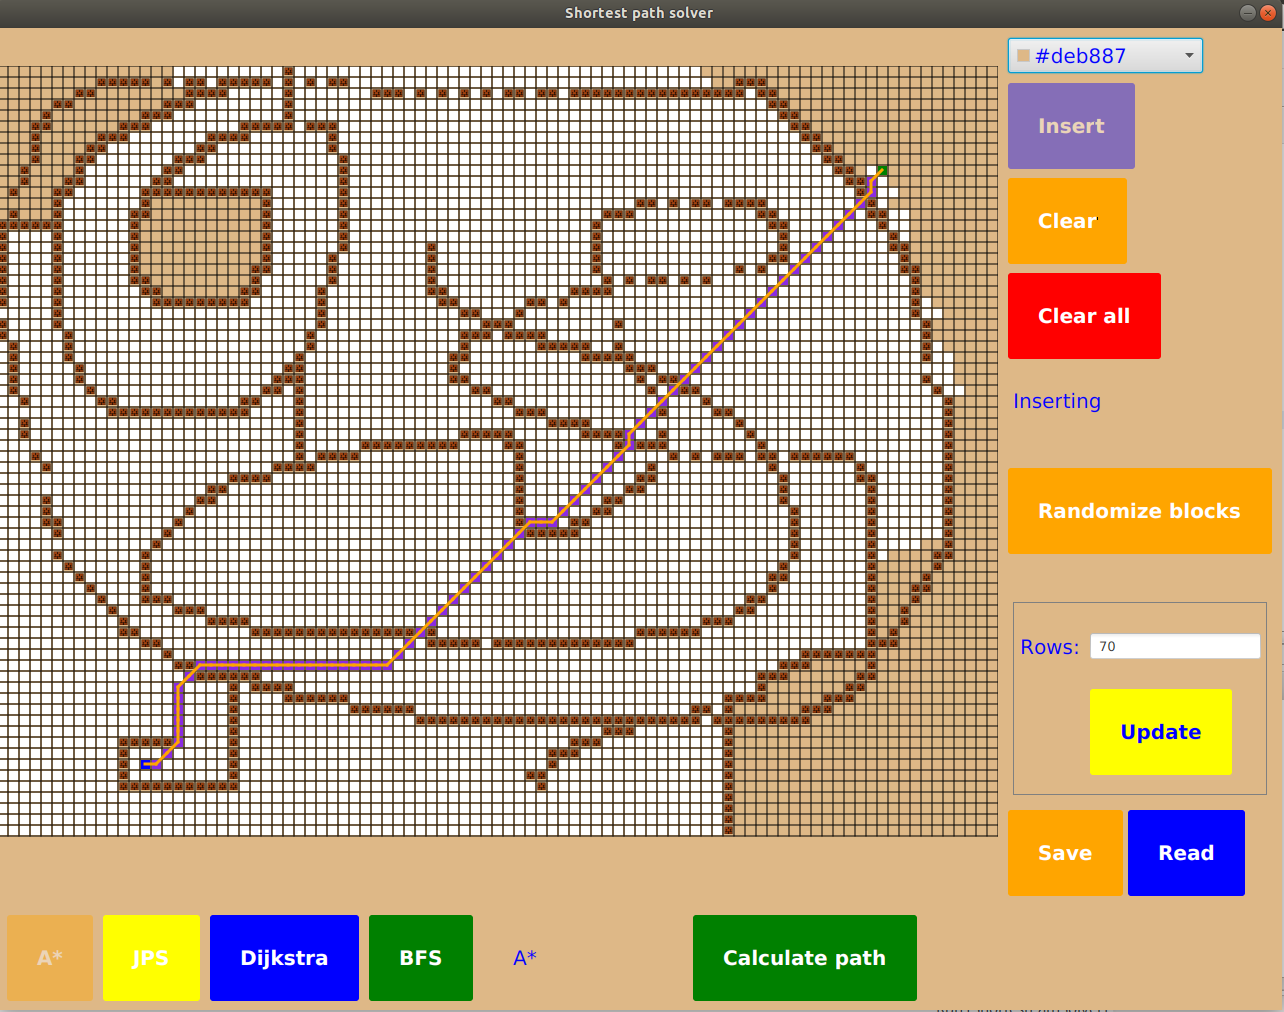 Shortest path solver
#deb887
Insert
Clear
Clear all
Inserting
Randomize blocks
Rows: 70
Update
Save Read
A* JPS Dijkstra BFS A* Calculate path